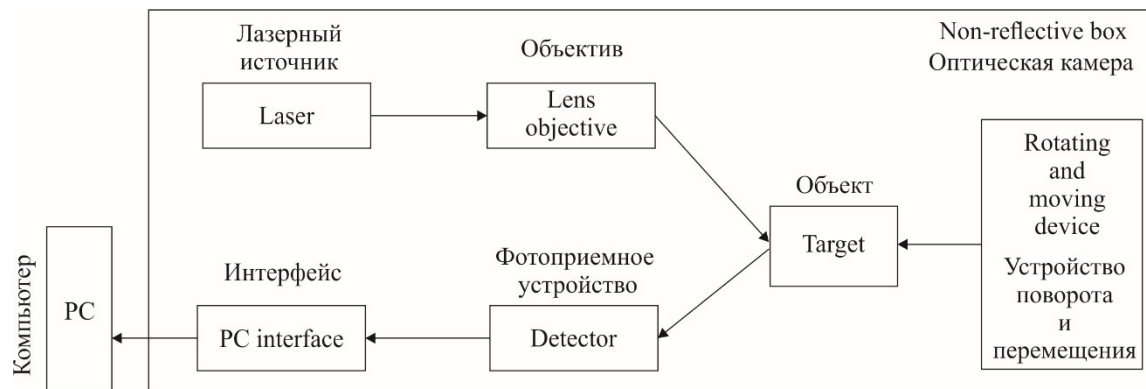 Non-reflective box
Оптическая камера
Лазерный
источник
Laser
Объектив
Lens
objective
Объект
Target
Rotating
and
moving
device
Устройство
поворота
и
перемещения
Фотоприемное
устройство
Detector
Интерфейс
PC interface
Компьютер
PC